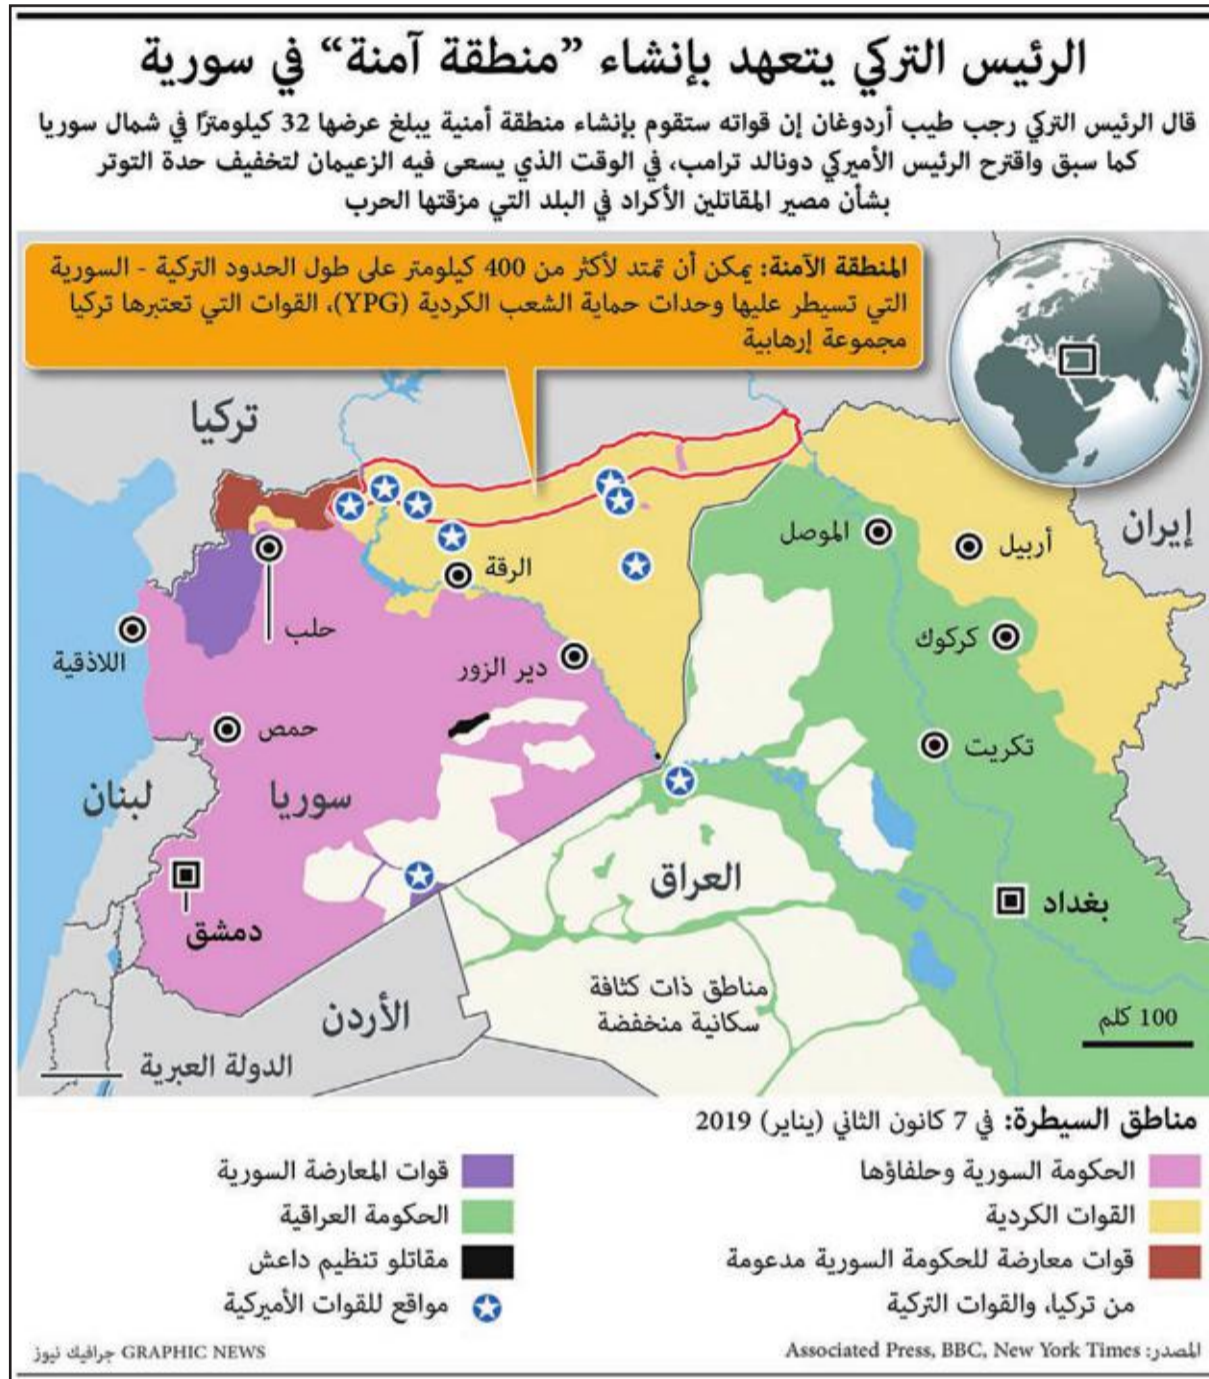 الرئيس التركي يتعهد بإنشاء ”منطقة آمنة“ في سورية
قال الرئيس التركي رجب طيب أردوغان إن قواته ستقوم بإنشاء منطقة أمنية يبلغ عرضها 32 كيلومترًا في شمال سوريا
كما سبق واقترح الرئيس الأميركي دونالد ترامب، في الوقت الذي يسعى فيه الزعيمان لتخفيف حدة التوتر
بشأن مصير المقاتلين الأكراد في البلد التي مزقتها الحرب
المنطقة الآمنة: يمكن أن تمتد لأكثر من 400 كيلومتر على طول الحدود التركية - السورية
التي تسيطر عليها وحدات حماية الشعب الكردية (YPG)، القوات التي تعتبرها تركيا
مجموعة إرهابية
تركيا
إيران
الموصل
أربيل
الرقة
حلب
كركوك
اللاذقية
دير الزور
حمص
تكريت
لبنان
سوريا
العراق
بغداد
دمشق
مناطق ذات كثافة
سكانية منخفضة
الأردن
100 كلم
الدولة العبرية
مناطق السيطرة: في 7 كانون الثاني (يناير) 2019
الحكومة السورية وحلفاؤها
القوات الكردية
قوات معارضة للحكومة السورية مدعومة
من تركيا، والقوات التركية
قوات المعارضة السورية
الحكومة العراقية
مقاتلو تنظيم داعش
مواقع للقوات الأميركية
المصدر: Associated Press, BBC, New York Times
GRAPHIC NEWS جرافيك نيوز